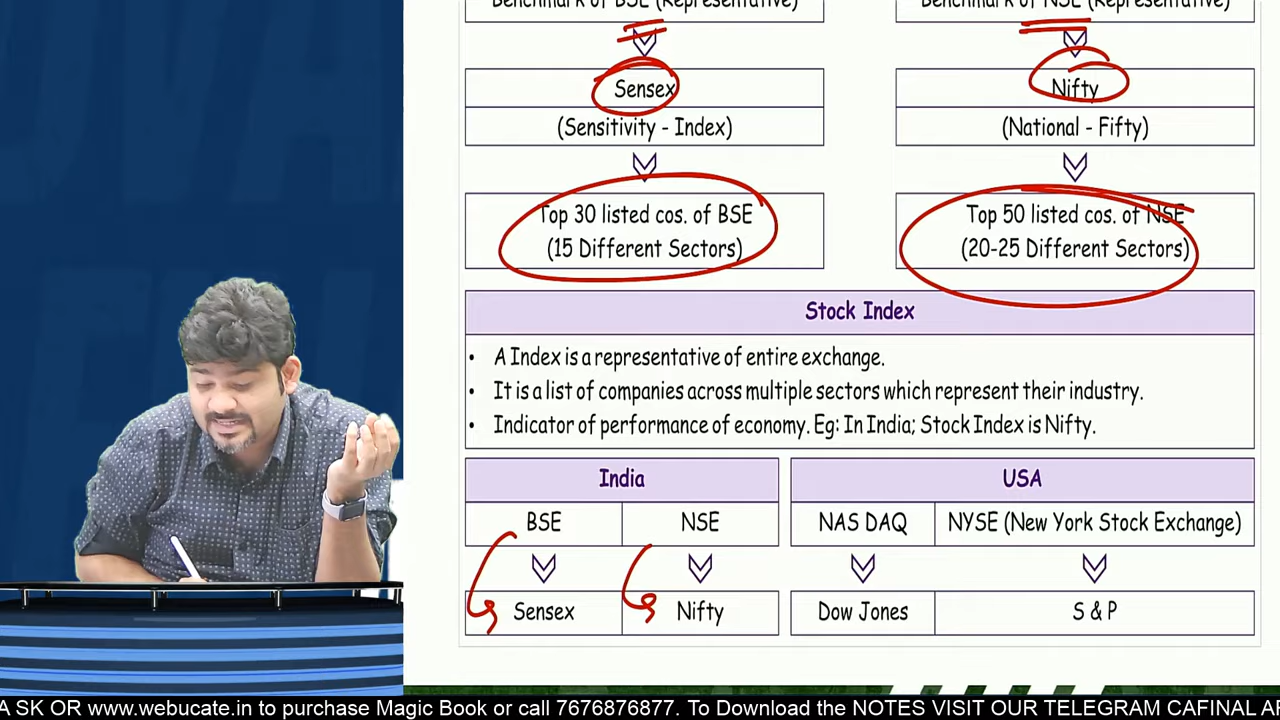 Benchmark of BSE (Representative)
Benchmark of NSE (Representative)
Sensex
Nifty
(Sensitivity - Index)
(National - Fifty)
Top 30 listed cos. of BSE
(15 Different Sectors)
Top 50 listed cos. of NSE
(20-25 Different Sectors)
Stock Index
• A Index is a representative of entire exchange.
• It is a list of companies across multiple sectors which represent their industry.
• Indicator of performance of economy. Eg: In India; Stock Index is Nifty.
India
USA
BSE
NSE
NAS DAQ
NYSE (New York Stock Exchange)
Sensex
Nifty
Dow Jones
S & P
A SK OR www.webucate.in to purchase Magic Book or call 7676876877. To Download the NOTES VISIT OUR TELEGRAM CAFINAL